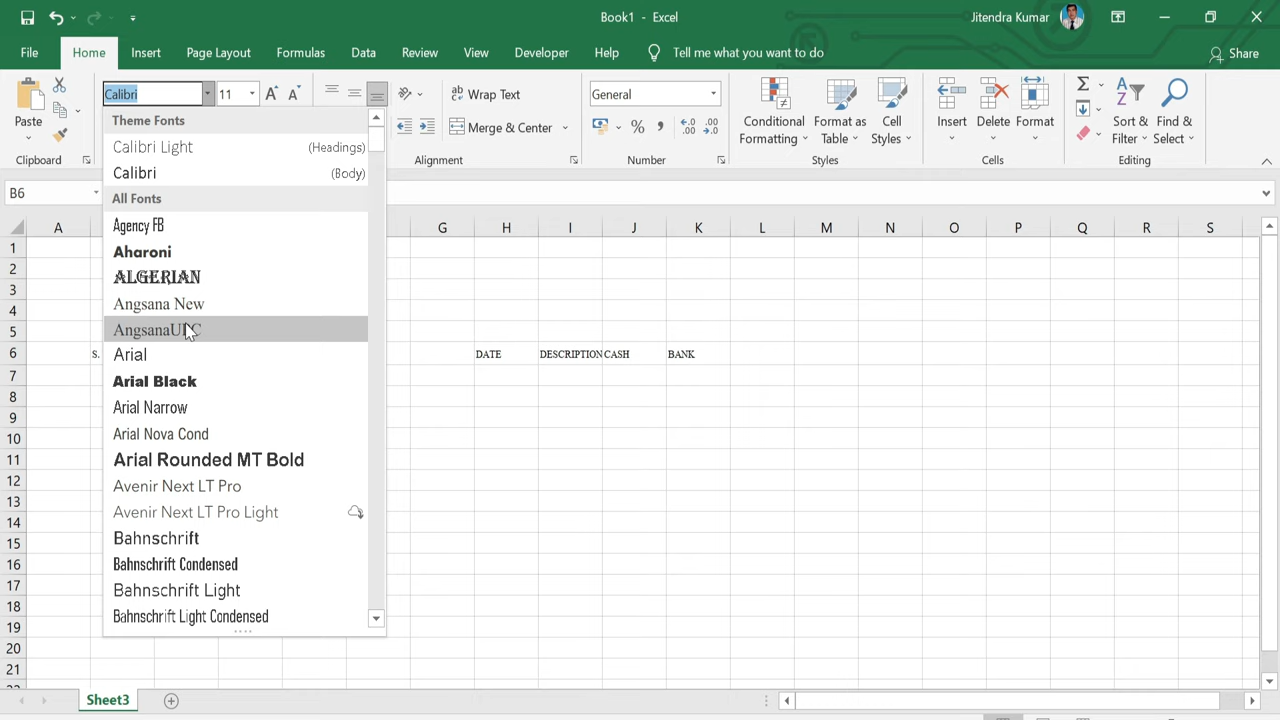 Book1 - Excel
Jitendra Kumar
File Home Insert Page Layout Formulas Data Review View Developer Help Tell me what you want to do Share
Paste
Clipboard
Calibri 11
Wrap Text
Merge & Center
Alignment
General
Number
Conditional Formatting
Format as Table
Cell Styles
Styles
Insert Delete Format
Cells
Sort & Filter
Find & Select
Editing
B6
Theme Fonts
Calibri Light (Headings)
Calibri (Body)
All Fonts
Agency FB
Aharoni
ALGERIAN
Angsana New
AngsanaUPC
Arial
Arial Black
Arial Narrow
Arial Nova Cond
Arial Rounded MT Bold
Avenir Next LT Pro
Avenir Next LT Pro Light
Bahnschrift
Bahnschrift Condensed
Bahnschrift Light
Bahnschrift Light Condensed
A G H I J K L M N O P Q R S
1
2
3
4
5
6 S. DATE DESCRIPTION CASH BANK
7
8
9
10
11
12
13
14
15
16
17
18
19
20
21
Sheet3